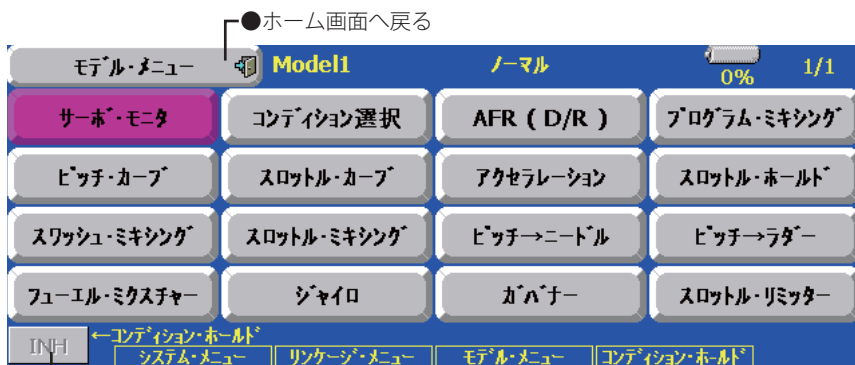 ●ホーム画面へ戻る
モデル・メニュー Model1 ノーマル 0% 1/1
サーボ・モニタ コンディション選択 AFR ( D/R ) プログラム・ミキシング
ピッチ・カーブ スロットル・カーブ アクセラレーション スロットル・ホールド
スワッシュ・ミキシング スロットル・ミキシング ピッチ→ニードル ピッチ→ラダー
フューエル・ミクスチャー ジャイロ ガバナー スロットル・リミッター
INH ←コンディション・ホールド
システム・メニュー リンケージ・メニュー モデル・メニュー コンディション・ホールド